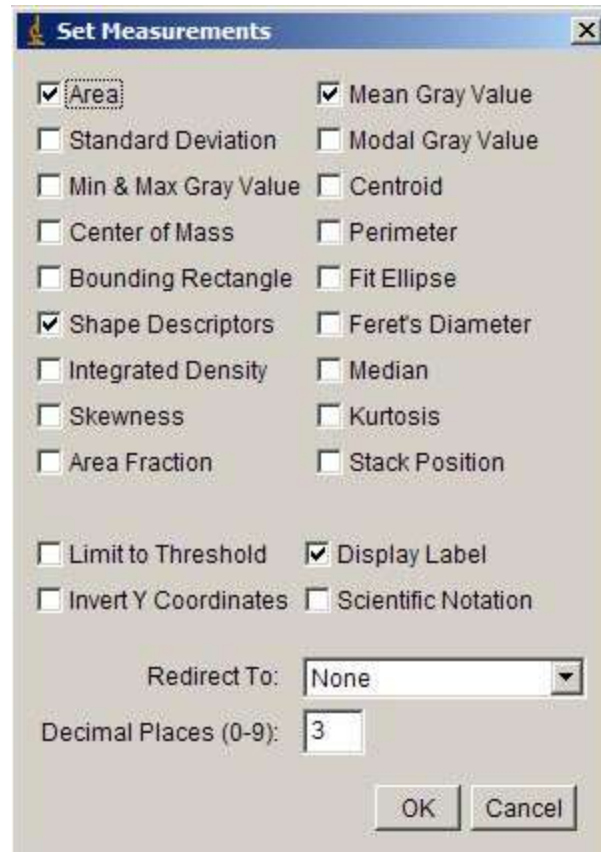 Set Measurements
Area Mean Gray Value
Standard Deviation Modal Gray Value
Min & Max Gray Value Centroid
Center of Mass Perimeter
Bounding Rectangle Fit Ellipse
Shape Descriptors Feret's Diameter
Integrated Density Median
Skewness Kurtosis
Area Fraction Stack Position
Limit to Threshold Display Label
Invert Y Coordinates Scientific Notation
Redirect To: None
Decimal Places (0-9): 3
OK Cancel